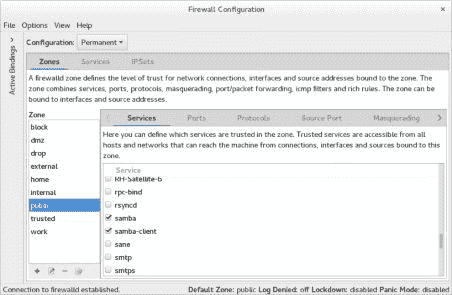 Firewall Configuration
File Options View Help
Active Bindings
Configuration: Permanent
Zones Services IPSets
A firewalld zone defines the level of trust for network connections, interfaces and source addresses bound to the zone. The
zone combines services, ports, protocols, masquerading, port/packet forwarding, icmp filters and rich rules. The zone can be
bound to interfaces and source addresses.
Zone
block
dmz
drop
external
home
internal
public
trusted
work
Services Ports Protocols Source Port Masquerading
Here you can define which services are trusted in the zone. Trusted services are accessible from all
hosts and networks that can reach the machine from connections, interfaces and sources bound to this
zone.
Service
RH-Satellite-6
rpc-bind
rsyncd
samba
samba-client
sane
smtp
smtps
Connection to firewalld established.
Default Zone: public Log Denied: off Lockdown: disabled Panic Mode: disabled